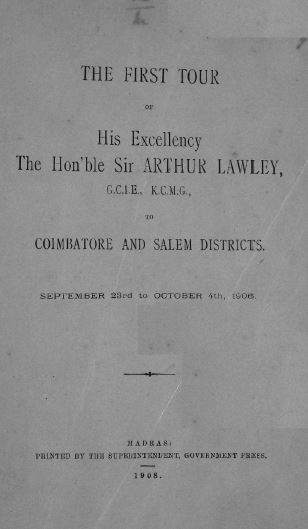 THE FIRST TOUR
OF
His Excellency
The Hon'ble Sir ARTHUR LAWLEY,
G.C.I.E., K.C.M.G.,
TO
COIMBATORE AND SALEM DISTRICTS.
SEPTEMBER 23rd to OCTOBER 4th, 1906.
MADRAS:
PRINTED BY THE SUPERINTENDENT, GOVERNMENT PRESS.
1908.